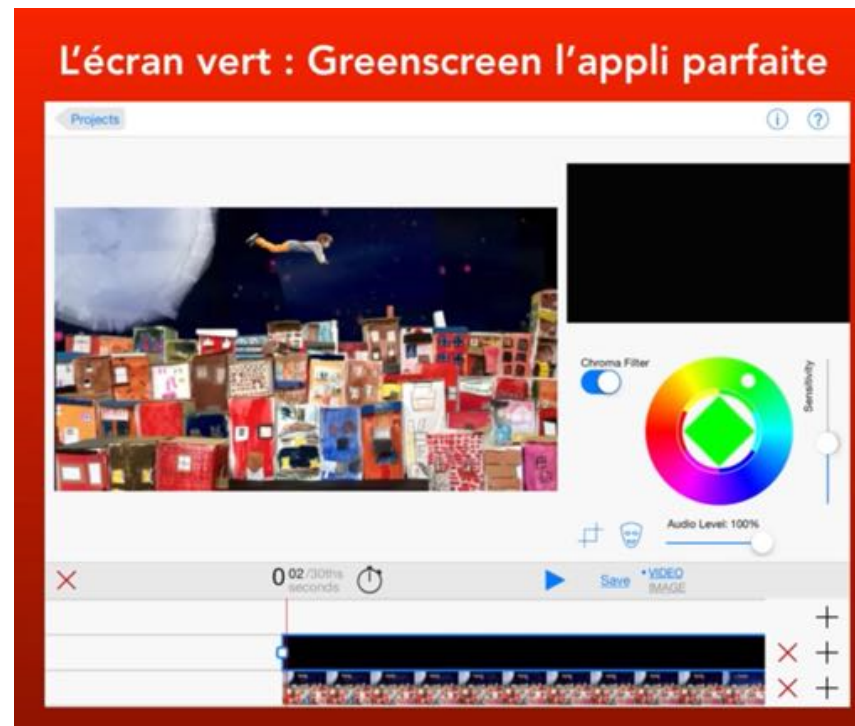 L'écran vert : Greenscreen l'appli parfaite
Projects
Chroma Filter
Sensitivity
Audio Level: 100%
0 02/30ths
seconds
Save • VIDEO
IMAGE